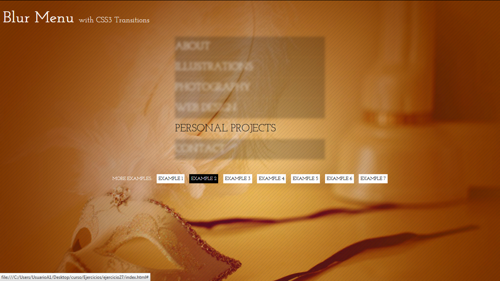 Blur Menu with CSS3 Transitions
ABOUT
ILLUSTRATIONS
PHOTOGRAPHY
WEB DESIGN
PERSONAL PROJECTS
CONTACT
MORE EXAMPLES: EXAMPLE 1 EXAMPLE 2 EXAMPLE 3 EXAMPLE 4 EXAMPLE 5 EXAMPLE 6 EXAMPLE 7
file:///C:/Users/UsuarioAL/Desktop/curso/Ejercicios/ejercicio27/index.html#